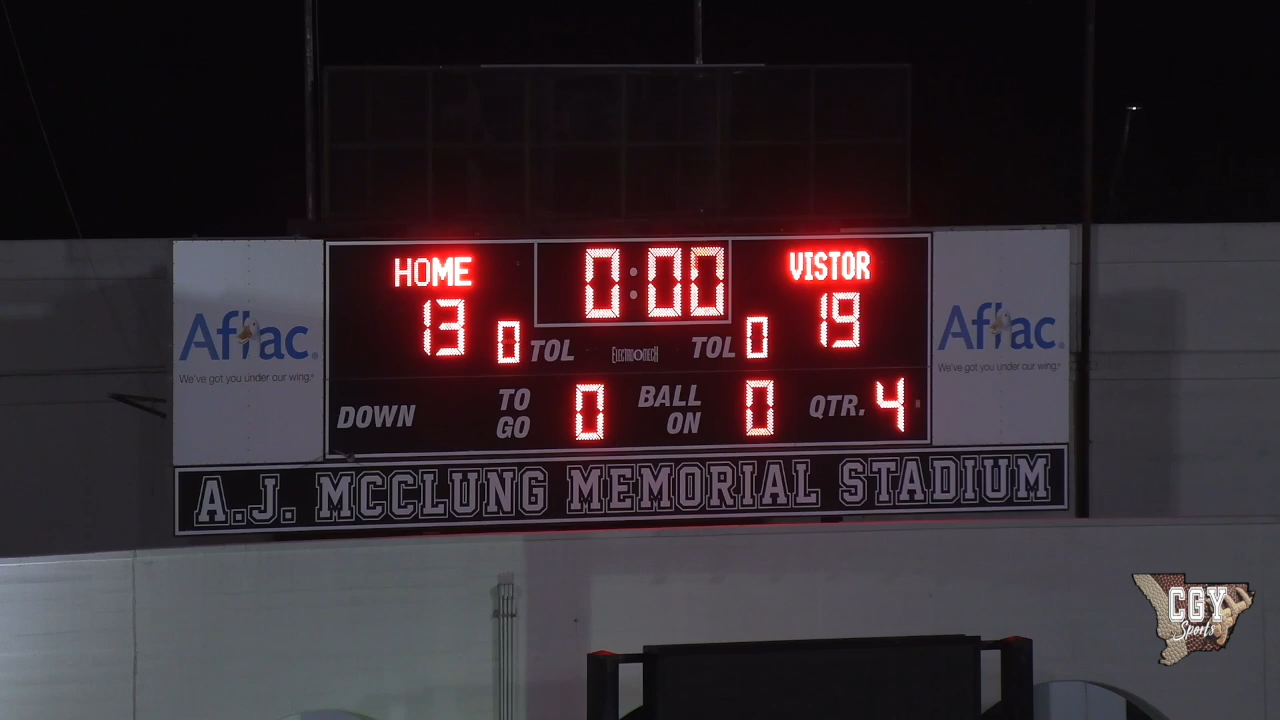 HOME 0:00 VISTOR
13 19
0 TOL ELECTRO-MECH TOL 0
DOWN TO GO 0 BALL ON 0 QTR. 4
Aflac.
We've got you under our wing.®
Aflac.
We've got you under our wing.®
A.J. MCCLUNG MEMORIAL STADIUM
CGY
Sports